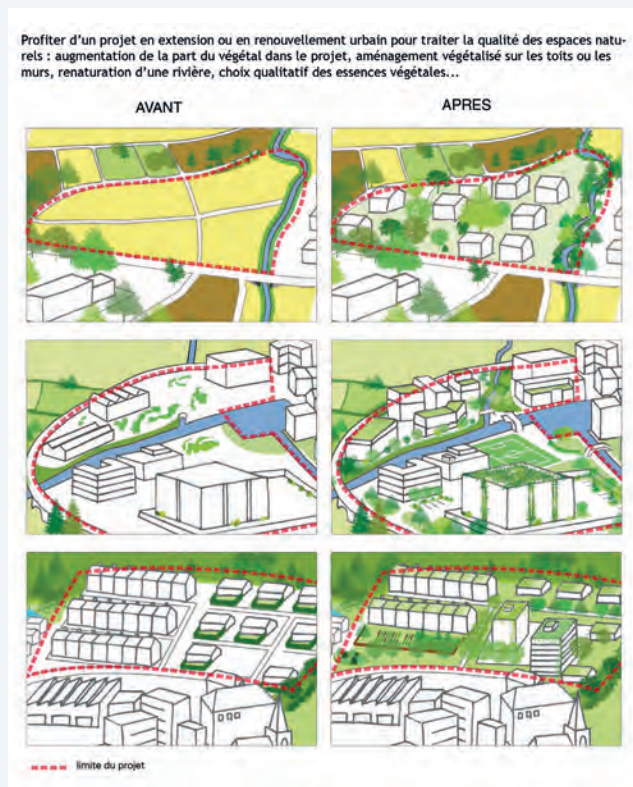 Profiter d'un projet en extension ou en renouvellement urbain pour traiter la qualité des espaces natu-
rels : augmentation de la part du végétal dans le projet, aménagement végétalisé sur les toits ou les
murs, renaturation d'une rivière, choix qualitatif des essences végétales...
AVANT
APRES
limite du projet